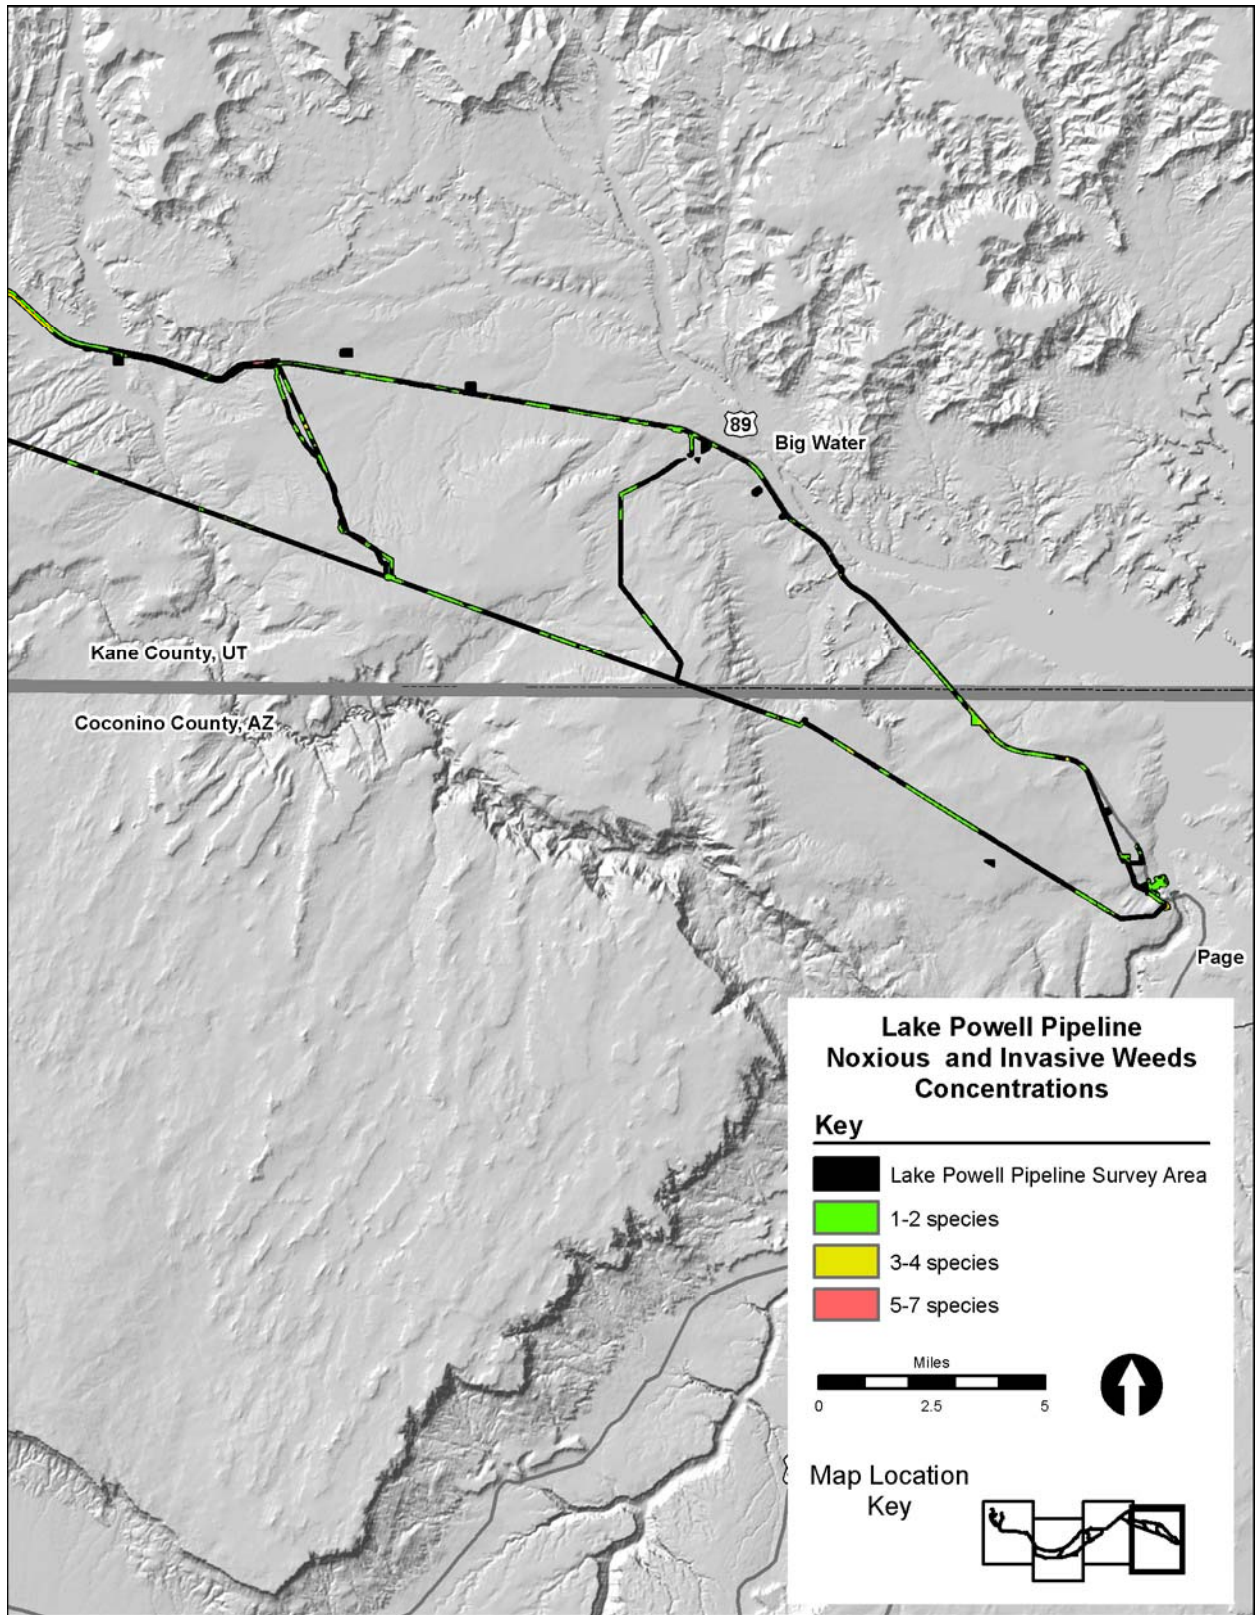 89
Big Water
Kane County, UT
Coconino County, AZ
Page
Lake Powell Pipeline
Noxious and Invasive Weeds
Concentrations
Key
Lake Powell Pipeline Survey Area
1-2 species
3-4 species
5-7 species
Miles
0 2.5 5
Map Location
Key